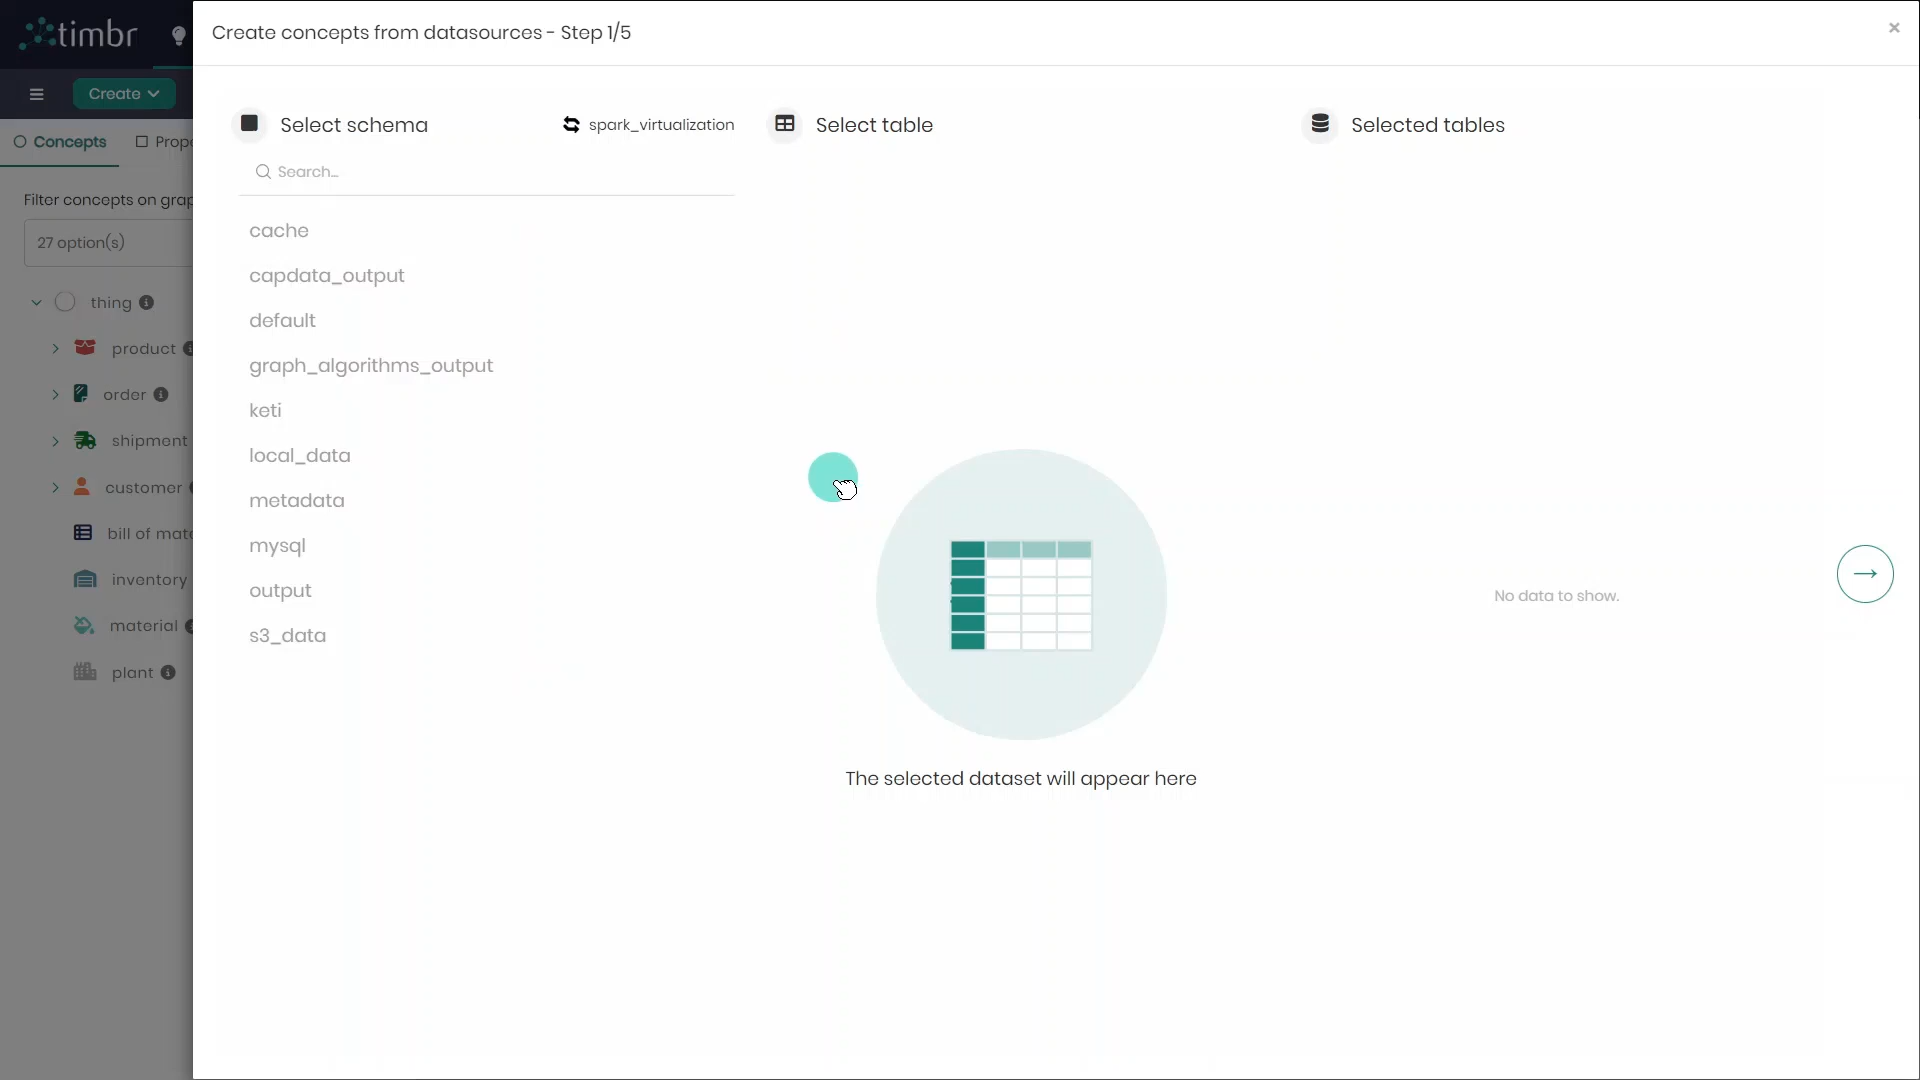 timbr
Create
Concepts
Prope
Filter concepts on grap
27 option(s)
thing
product
order
shipment
customer
bill of mate
inventory
material
plant
Create concepts from datasources - Step 1/5
Select schema
spark_virtualization
Search...
cache
capdata_output
default
graph_algorithms_output
keti
local_data
metadata
mysql
output
s3_data
Select table
The selected dataset will appear here
Selected tables
No data to show.